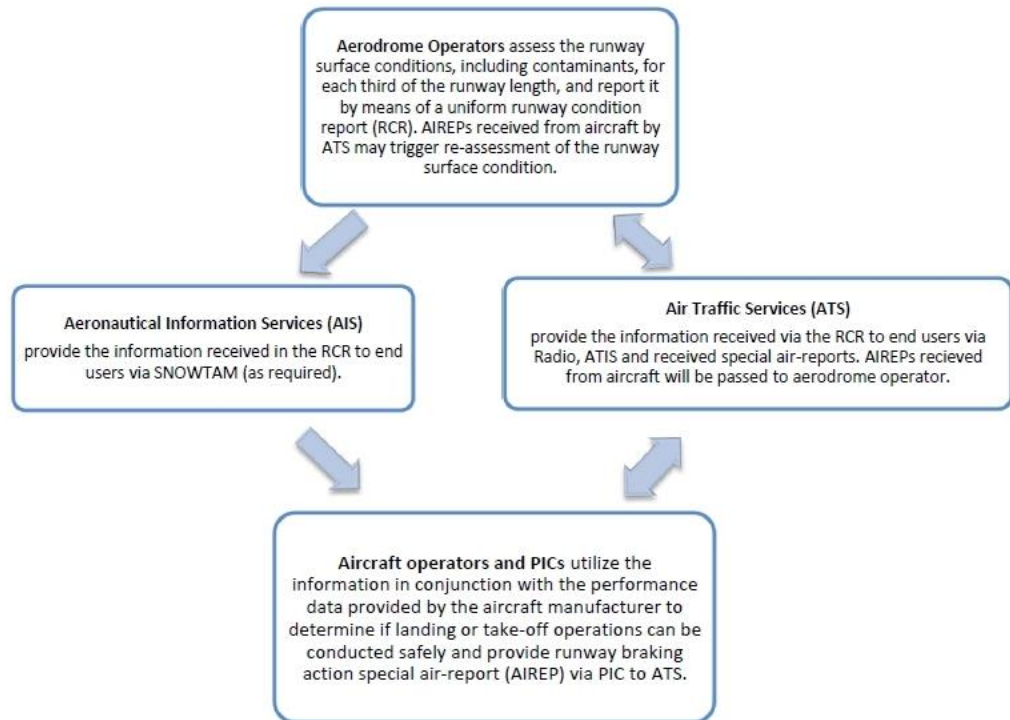 Aerodrome Operators assess the runway
surface conditions, including contaminants, for
each third of the runway length, and report it
by means of a uniform runway condition
report (RCR). AIREPs received from aircraft by
ATS may trigger re-assessment of the runway
surface condition.
Aeronautical Information Services (AIS)
provide the information received in the RCR to end
users via SNOWTAM (as required).
Air Traffic Services (ATS)
provide the information received via the RCR to end users via
Radio, ATIS and received special air-reports. AIREPs recieved
from aircraft will be passed to aerodrome operator.
Aircraft operators and PICs utilize the
information in conjunction with the performance
data provided by the aircraft manufacturer to
determine if landing or take-off operations can be
conducted safely and provide runway braking
action special air-report (AIREP) via PIC to ATS.